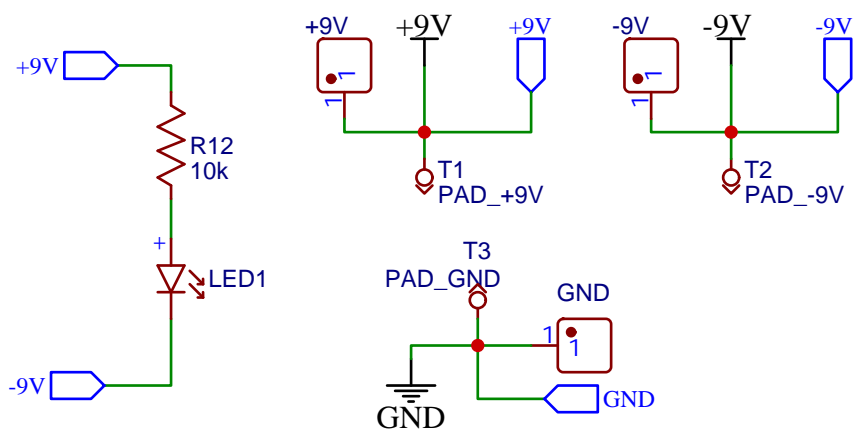 +9V
R12
10k
+
LED1
-9V
+9V
1
1
+9V
+9V
T1
PAD_+9V
-9V
1
1
-9V
-9V
T2
PAD_-9V
T3
PAD_GND
GND
1
1
GND
GND